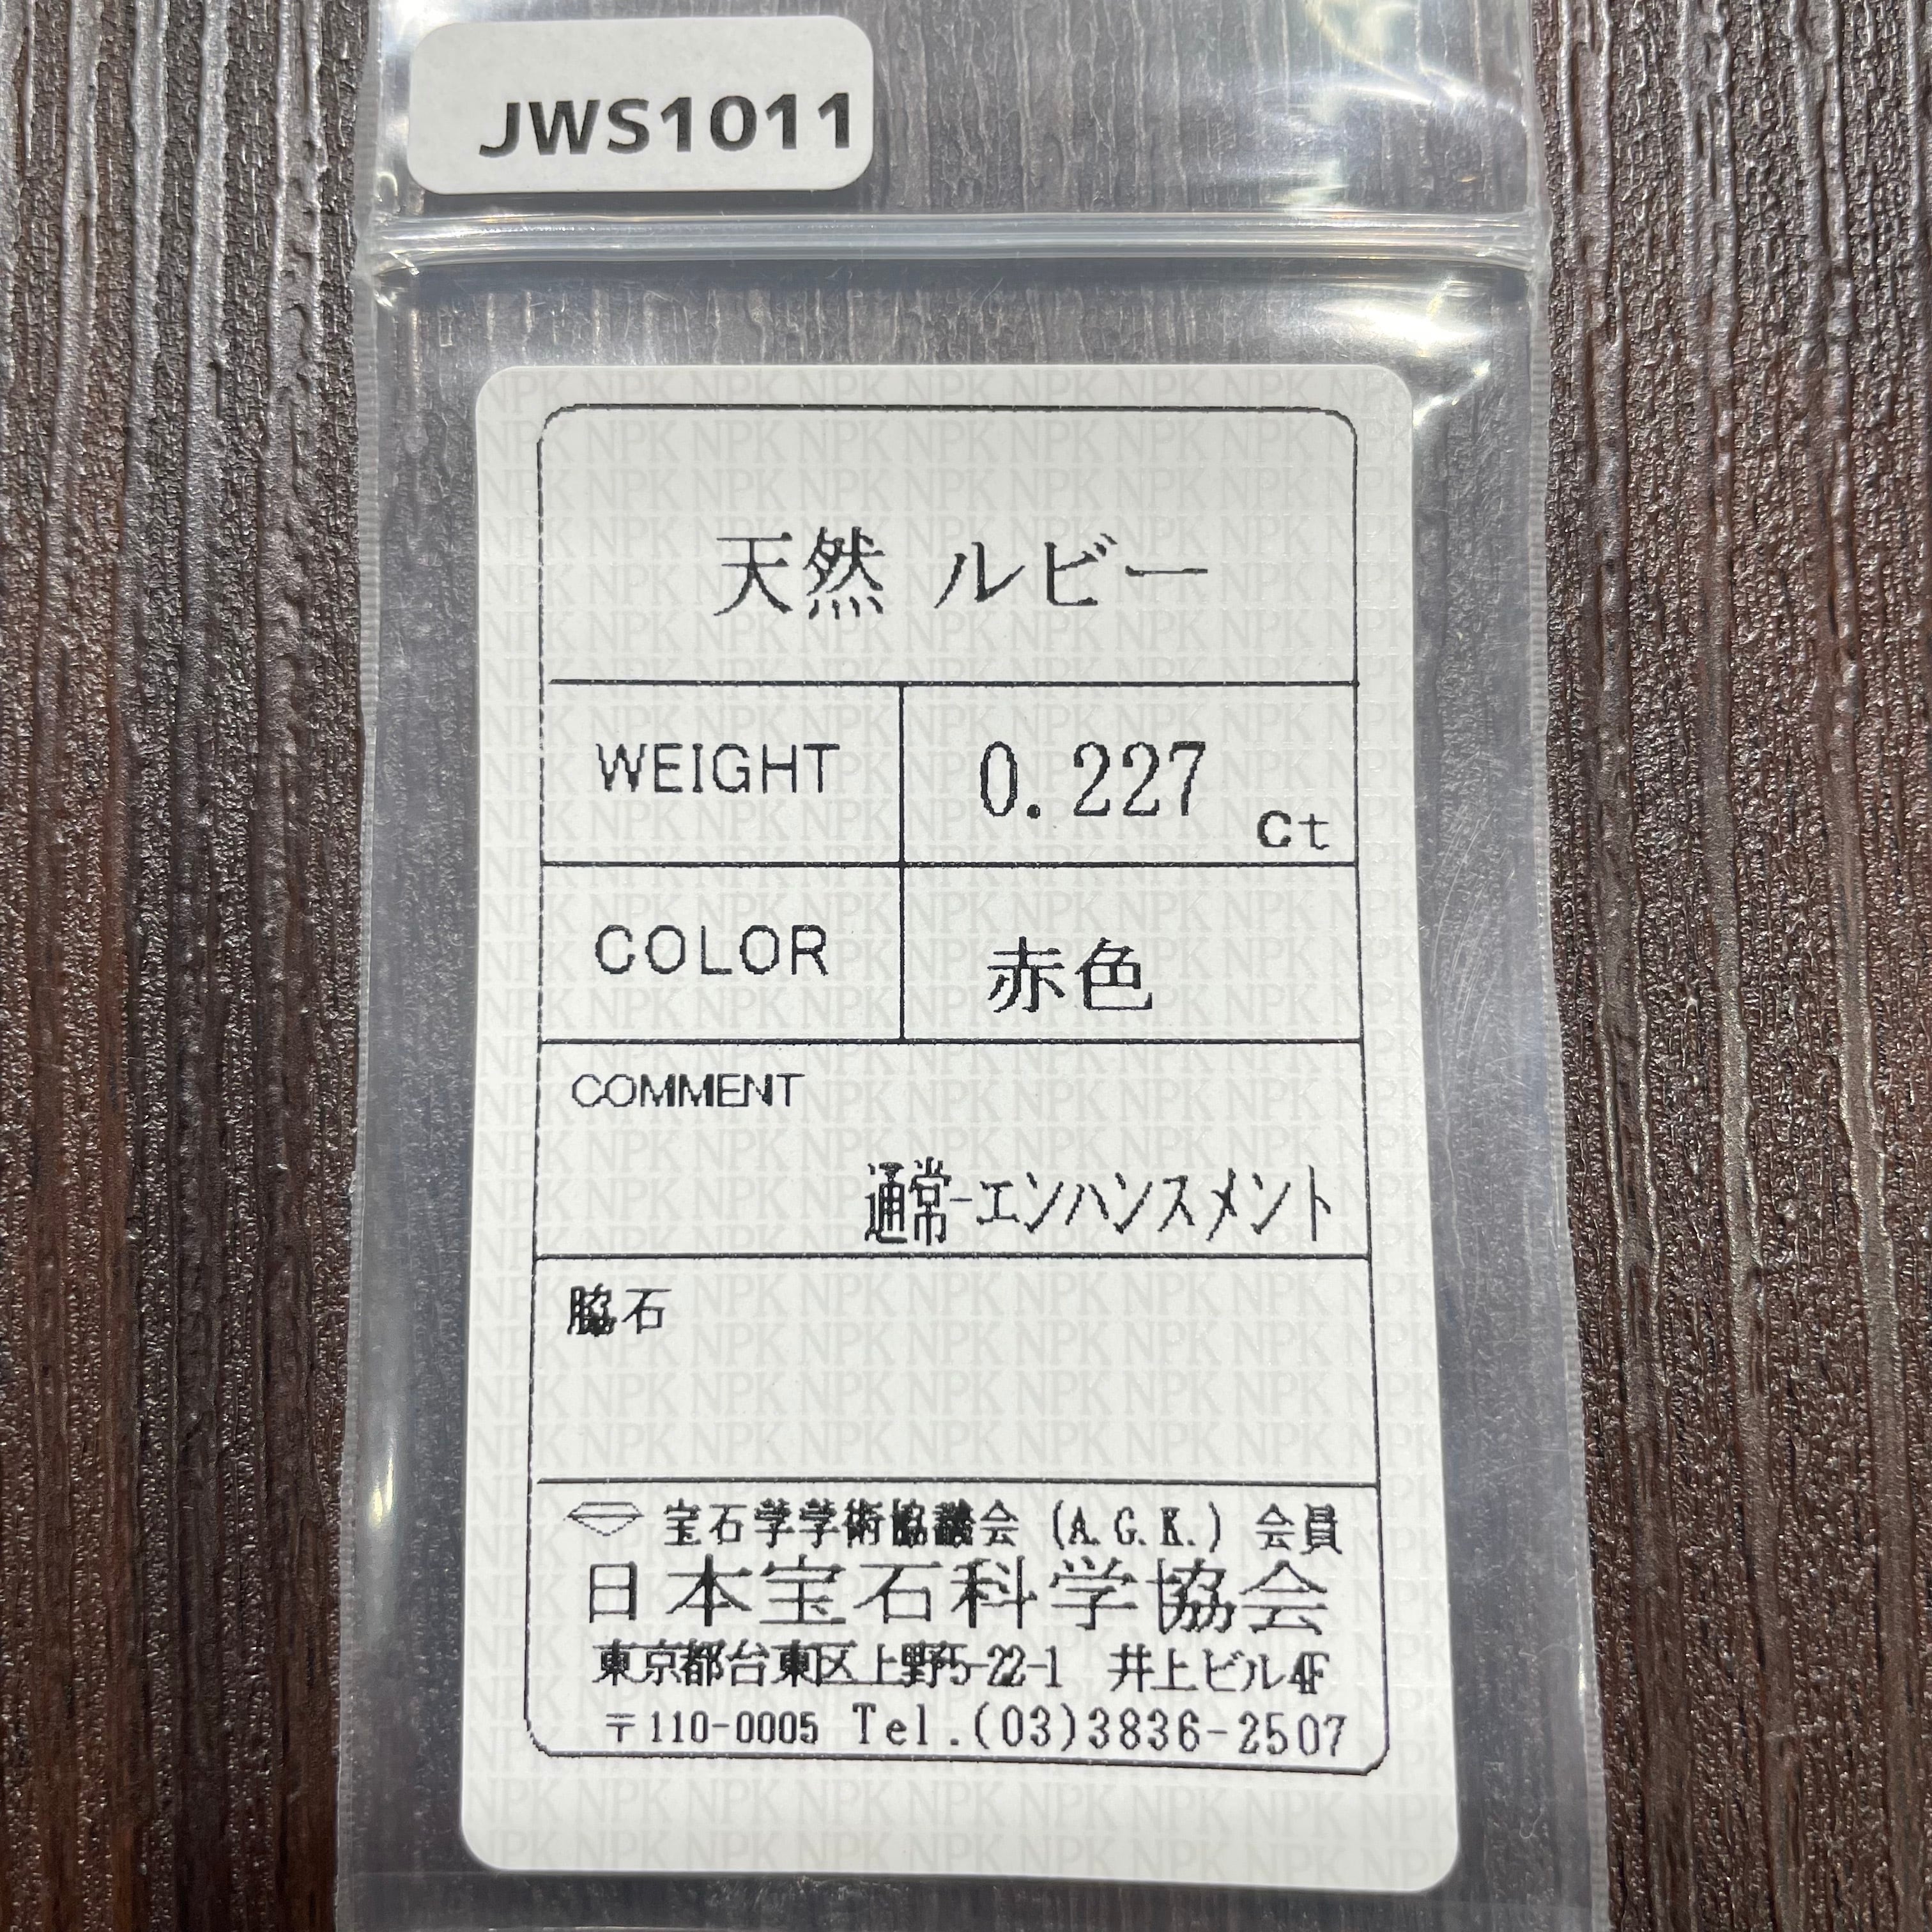 JWS1011
天然 ルビー
WEIGHT 0.227 ct
COLOR 赤色
COMMENT
通常-エンハンスメント
脇石
宝石学学術協議会 (A.G.K.) 会員
日本宝石科学協会
東京都台東区上野5-22-1 井上ビル4F
〒110-0005 Tel.(03)3836-2507